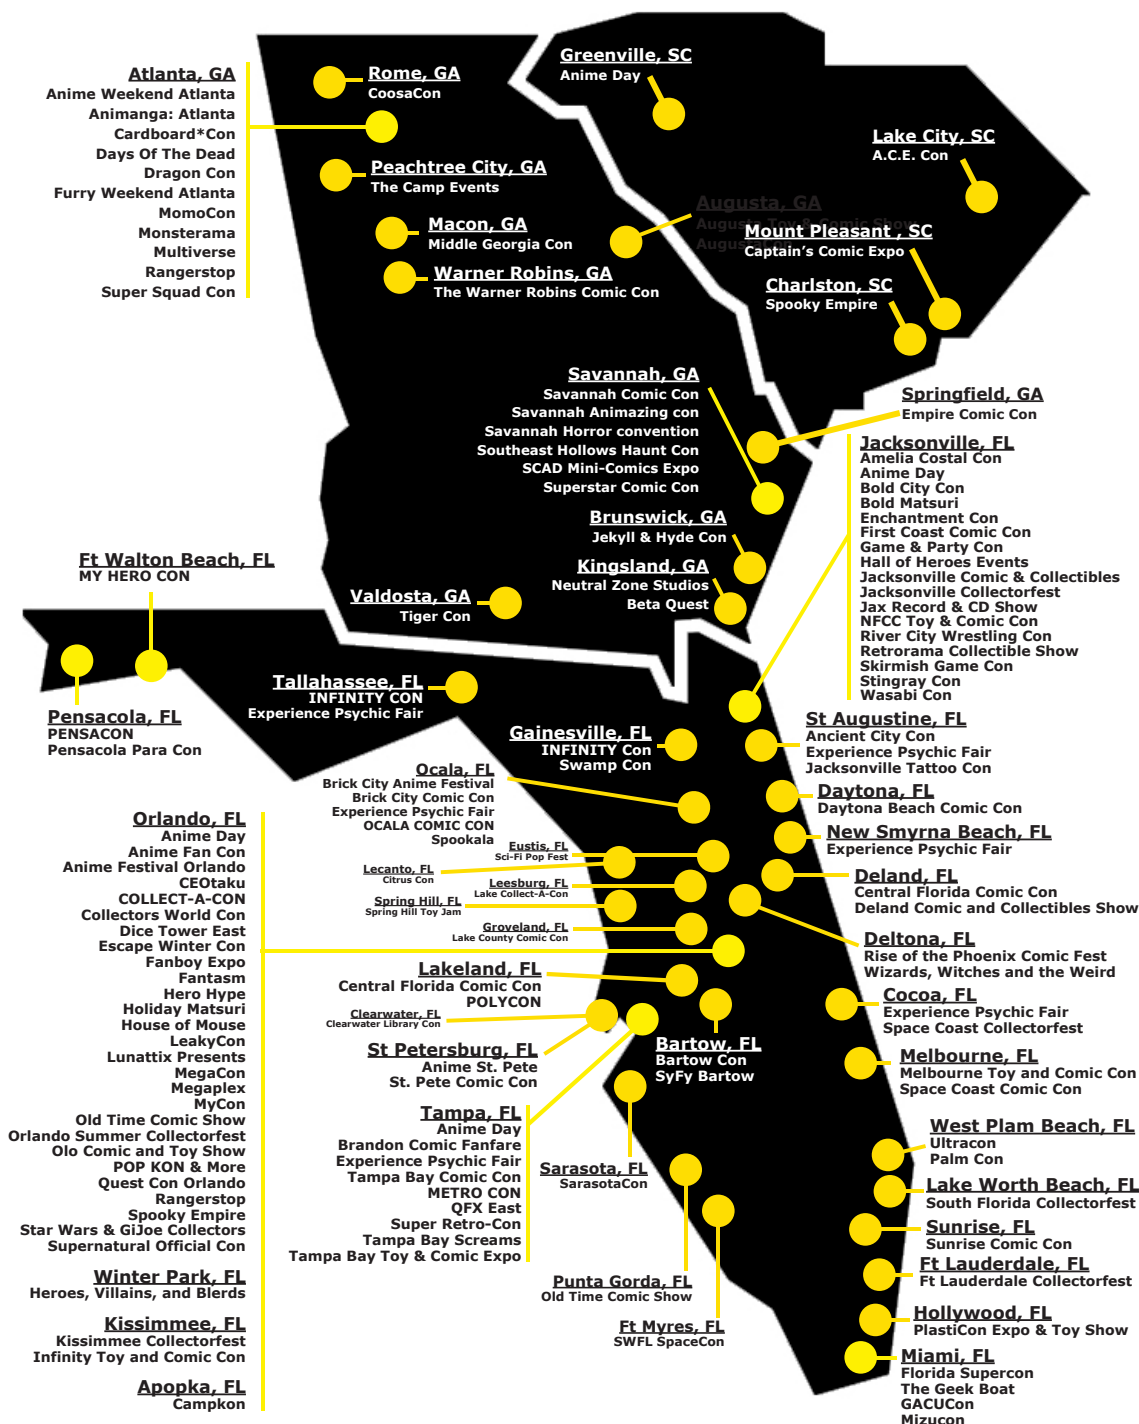 Atlanta, GA
Anime Weekend Atlanta
Animanga: Atlanta
Cardboard*Con
Days Of The Dead
Dragon Con
Furry Weekend Atlanta
MomoCon
Monsterama
Multiverse
Rangerstop
Super Squad Con
Rome, GA
CoosaCon
Peachtree City, GA
The Camp Events
Macon, GA
Middle Georgia Con
Warner Robins, GA
The Warner Robins Comic Con
Greenville, SC
Anime Day
Lake City, SC
A.C.E. Con
Augusta, GA
Augusta Toy & Comic Show
AugustaCon
Mount Pleasant , SC
Captain's Comic Expo
Charlston, SC
Spooky Empire
Savannah, GA
Savannah Comic Con
Savannah Animazing con
Savannah Horror convention
Southeast Hollows Haunt Con
SCAD Mini-Comics Expo
Superstar Comic Con
Springfield, GA
Empire Comic Con
Brunswick, GA
Jekyll & Hyde Con
Kingsland, GA
Neutral Zone Studios
Beta Quest
Valdosta, GA
Tiger Con
Jacksonville, FL
Amelia Costal Con
Anime Day
Bold City Con
Bold Matsuri
Enchantment Con
First Coast Comic Con
Game & Party Con
Hall of Heroes Events
Jacksonville Comic & Collectibles
Jacksonville Collectorfest
Jax Record & CD Show
NFCC Toy & Comic Con
River City Wrestling Con
Retrorama Collectible Show
Skirmish Game Con
Stingray Con
Wasabi Con
Ft Walton Beach, FL
MY HERO CON
Pensacola, FL
PENSACON
Pensacola Para Con
Tallahassee, FL
INFINITY CON
Experience Psychic Fair
Gainesville, FL
INFINITY Con
Swamp Con
St Augustine, FL
Ancient City Con
Experience Psychic Fair
Jacksonville Tattoo Con
Ocala, FL
Brick City Anime Festival
Brick City Comic Con
Experience Psychic Fair
OCALA COMIC CON
Spookala
Daytona, FL
Daytona Beach Comic Con
New Smyrna Beach, FL
Experience Psychic Fair
Eustis, FL
Sci-Fi Pop Fest
Lecanto, FL
Citrus Con
Leesburg, FL
Lake Collect-A-Con
Spring Hill, FL
Spring Hill Toy Jam
Groveland, FL
Lake County Comic Con
Deland, FL
Central Florida Comic Con
Deland Comic and Collectibles Show
Deltona, FL
Rise of the Phoenix Comic Fest
Wizards, Witches and the Weird
Orlando, FL
Anime Day
Anime Fan Con
Anime Festival Orlando
CEOtaku
COLLECT-A-CON
Collectors World Con
Dice Tower East
Escape Winter Con
Fanboy Expo
Fantasm
Hero Hype
Holiday Matsuri
House of Mouse
LeakyCon
Lunattix Presents
MegaCon
Megaplex
MyCon
Old Time Comic Show
Orlando Summer Collectorfest
Olo Comic and Toy Show
POP KON & More
Quest Con Orlando
Rangerstop
Spooky Empire
Star Wars & GiJoe Collectors
Supernatural Official Con
Winter Park, FL
Heroes, Villains, and Blerds
Kissimmee, FL
Kissimmee Collectorfest
Infinity Toy and Comic Con
Apopka, FL
Campkon
Lakeland, FL
Central Florida Comic Con
POLYCON
Clearwater, FL
Clearwater Library Con
St Petersburg, FL
Anime St. Pete
St. Pete Comic Con
Bartow, FL
Bartow Con
SyFy Bartow
Cocoa, FL
Experience Psychic Fair
Space Coast Collectorfest
Melbourne, FL
Melbourne Toy and Comic Con
Space Coast Comic Con
Tampa, FL
Anime Day
Brandon Comic Fanfare
Experience Psychic Fair
Tampa Bay Comic Con
METRO CON
QFX East
Super Retro-Con
Tampa Bay Screams
Tampa Bay Toy & Comic Expo
Sarasota, FL
SarasotaCon
Punta Gorda, FL
Old Time Comic Show
Ft Myres, FL
SWFL SpaceCon
West Plam Beach, FL
Ultracon
Palm Con
Lake Worth Beach, FL
South Florida Collectorfest
Sunrise, FL
Sunrise Comic Con
Ft Lauderdale, FL
Ft Lauderdale Collectorfest
Hollywood, FL
PlastiCon Expo & Toy Show
Miami, FL
Florida Supercon
The Geek Boat
GACUCon
Mizucon